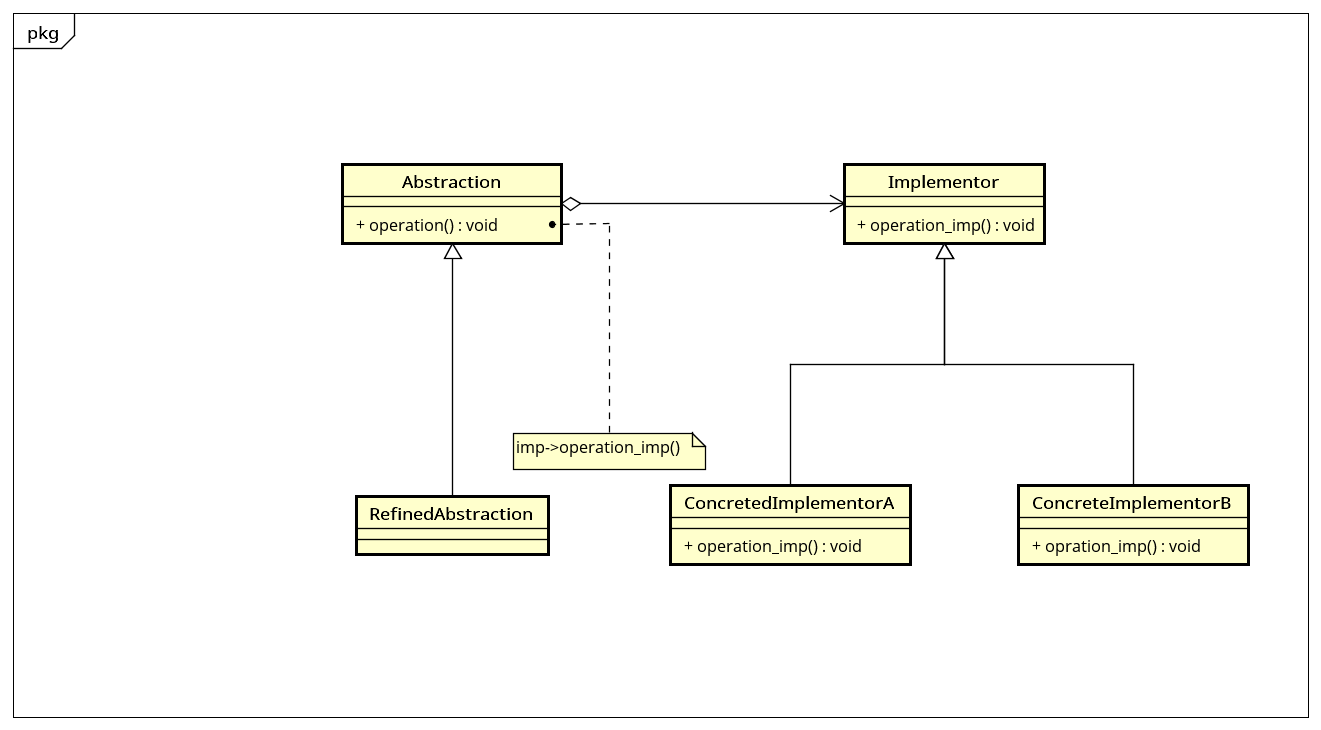 pkg
Abstraction
+ operation() : void
Implementor
+ operation_imp() : void
imp->operation_imp()
RefinedAbstraction
ConcretedImplementorA
+ operation_imp() : void
ConcreteImplementorB
+ opration_imp() : void